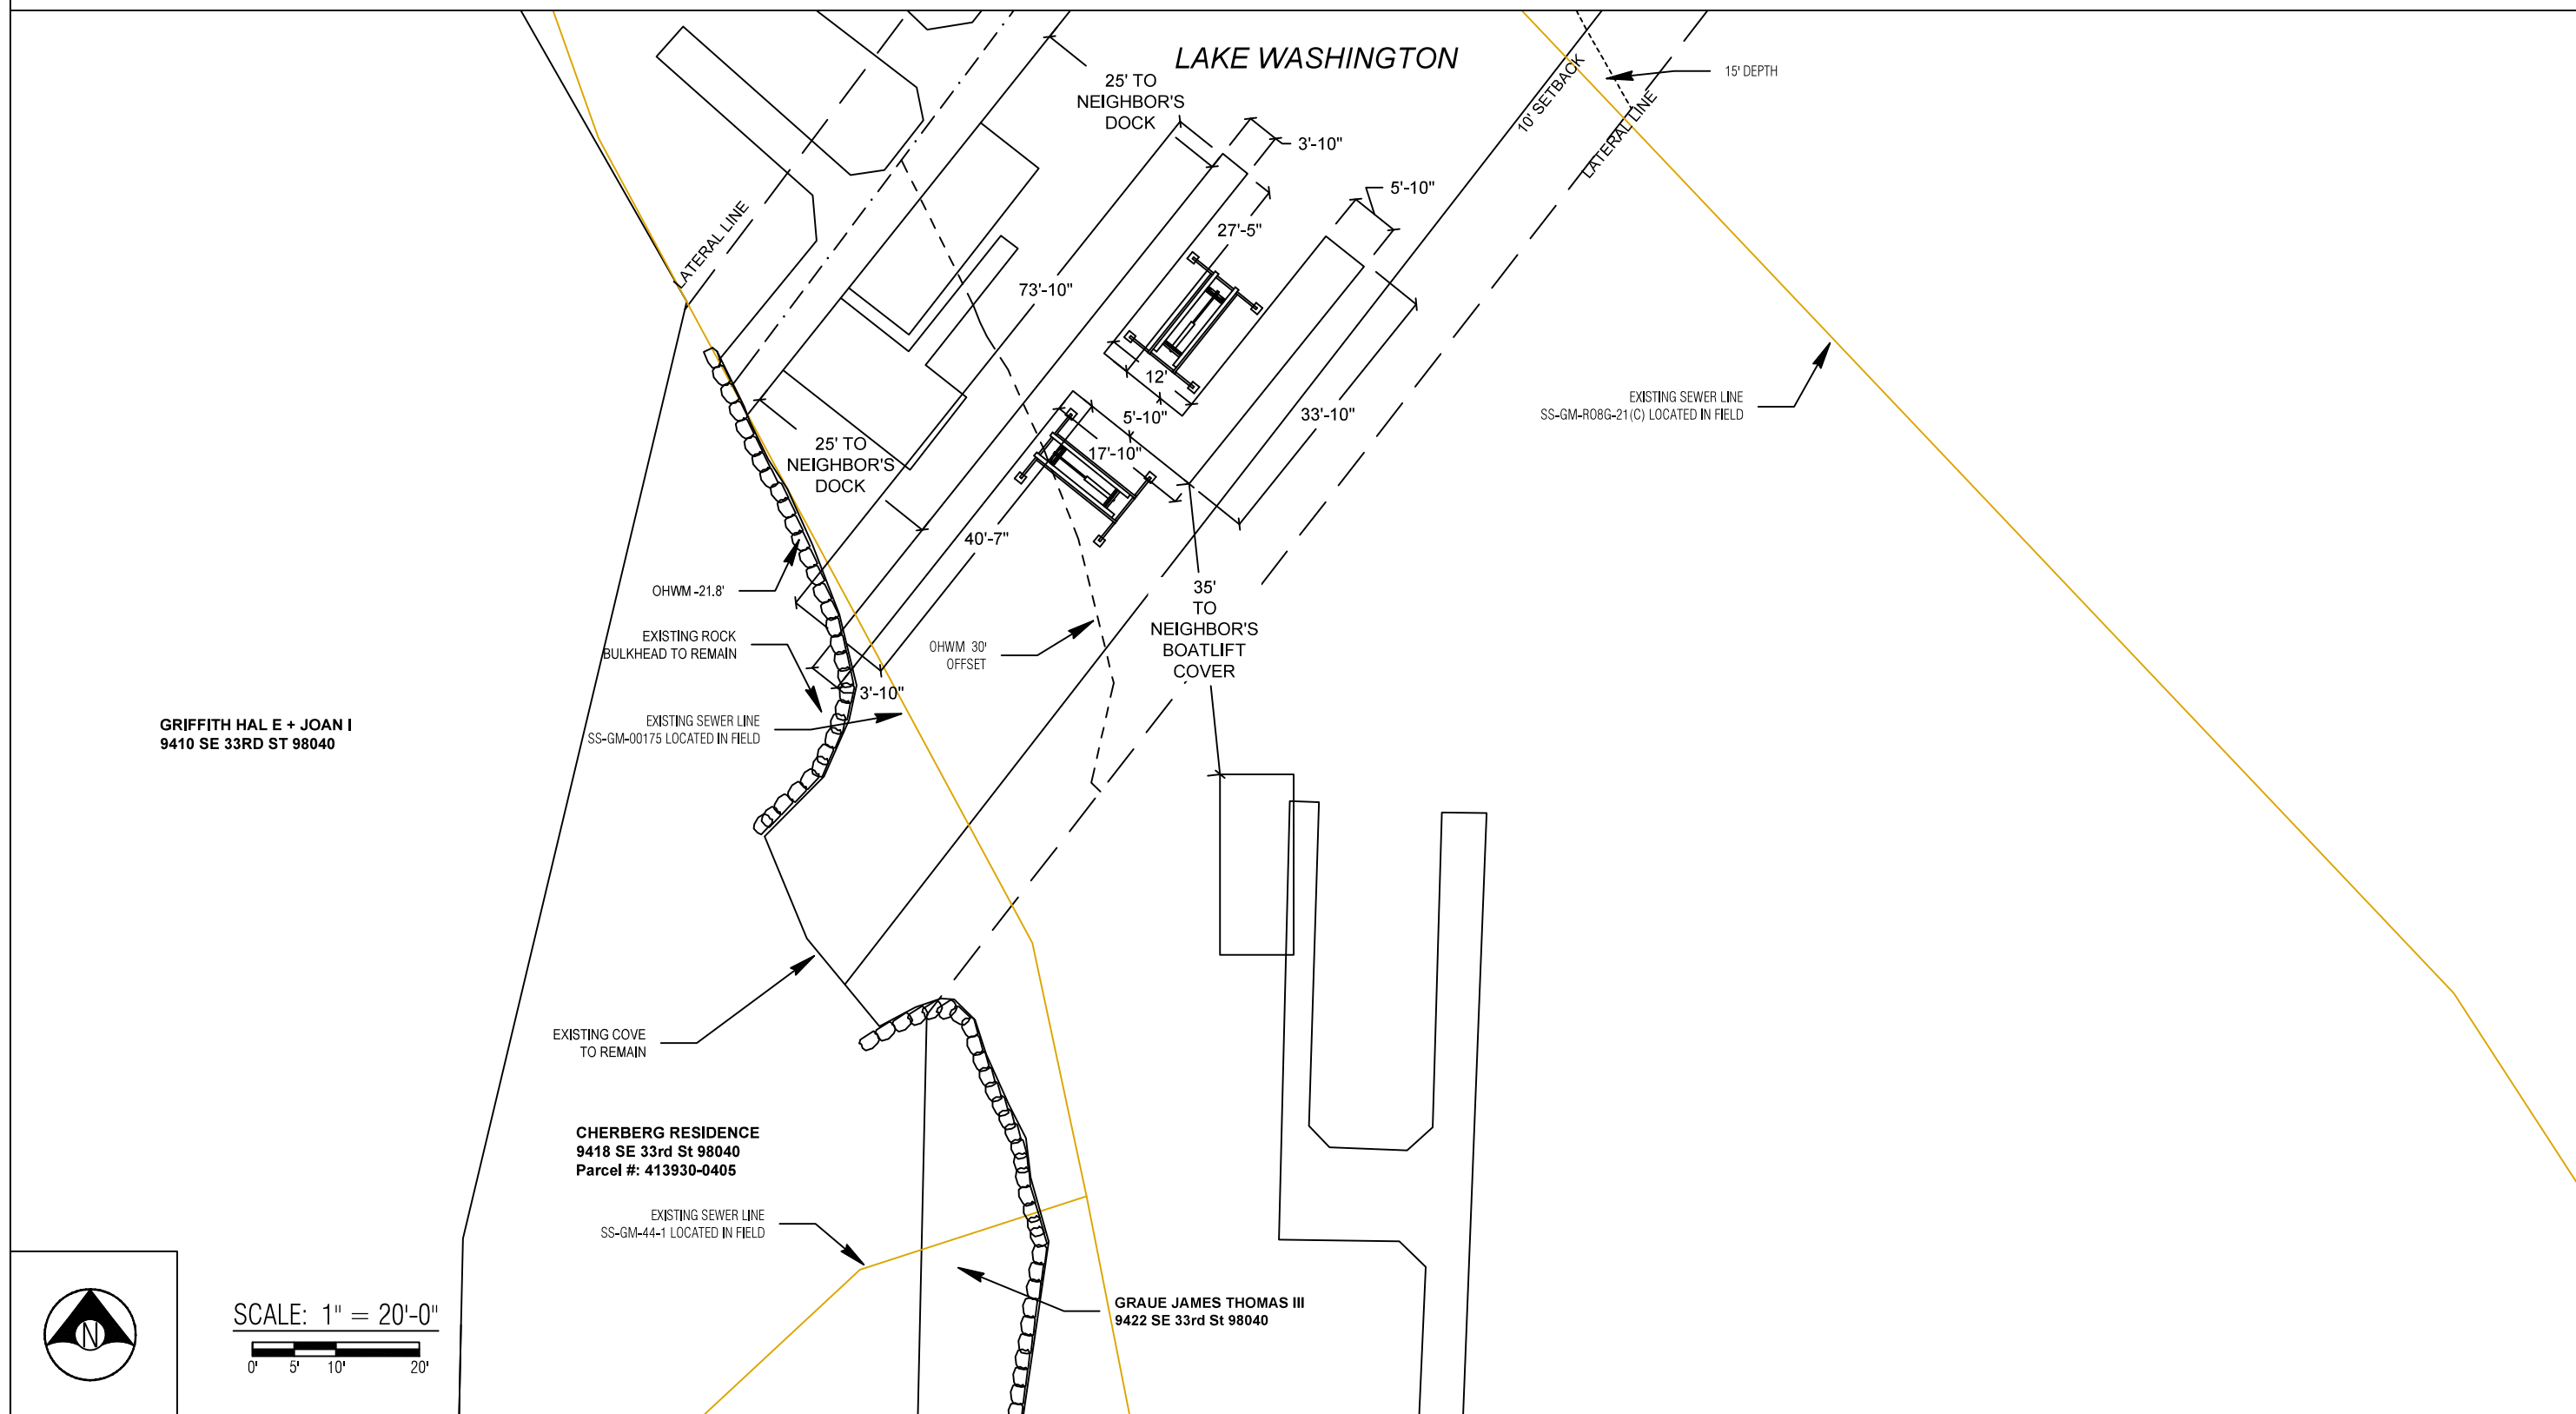 LAKE WASHINGTON
25' TO
NEIGHBOR'S
DOCK
15' DEPTH
10' SETBACK
LATERAL LINE
3'-10"
5'-10"
LATERAL LINE
27'-5"
73'-10"
12'
5'-10"
33'-10"
17'-10"
EXISTING SEWER LINE
SS-GM-R08G-21(C) LOCATED IN FIELD
25' TO
NEIGHBOR'S
DOCK
40'-7"
OHWM -21.8'
35'
TO
NEIGHBOR'S
BOATLIFT
COVER
EXISTING ROCK
BULKHEAD TO REMAIN
OHWM 30'
OFFSET
3'-10"
EXISTING SEWER LINE
SS-GM-00175 LOCATED IN FIELD
GRIFFITH HAL E + JOAN I
9410 SE 33RD ST 98040
EXISTING COVE
TO REMAIN
CHERBERG RESIDENCE
9418 SE 33rd St 98040
Parcel #: 413930-0405
EXISTING SEWER LINE
SS-GM-44-1 LOCATED IN FIELD
GRAUE JAMES THOMAS III
9422 SE 33rd St 98040
N
SCALE: 1" = 20'-0"
0' 5' 10' 20'